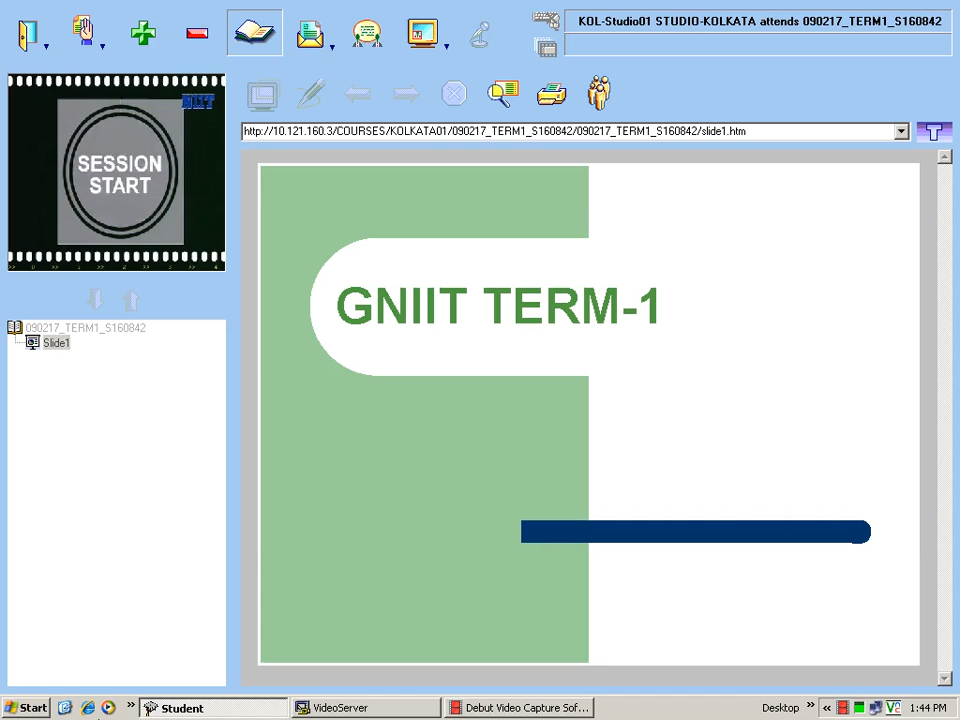 KOL-Studio01 STUDIO-KOLKATA attends 090217_TERM1_S160842
NIIT
SESSION
START
http://10.121.160.3/COURSES/KOLKATA01/090217_TERM1_S160842/090217_TERM1_S160842/slide1.htm
T
GNIIT TERM-1
090217_TERM1_S160842
Slide1
Start
Student
VideoServer
Debut Video Capture Sof...
Desktop
1:44 PM